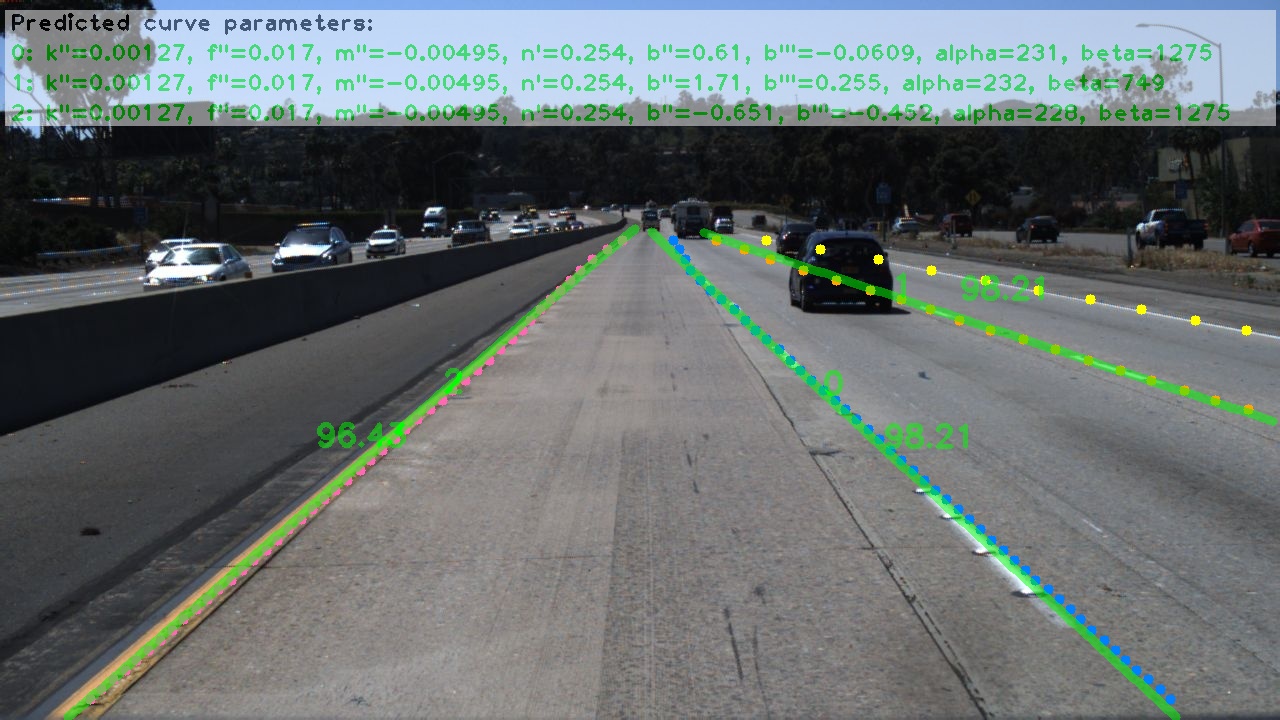 Predicted curve parameters:
0: k''=0.00127, f''=0.017, m''=−0.00495, n'=0.254, b''=0.61, b'''=−0.0609, alpha=231, beta=1275
1: k''=0.00127, f''=0.017, m''=−0.00495, n'=0.254, b''=1.71, b'''=0.255, alpha=232, beta=749
2: k''=0.00127, f''=0.017, m''=−0.00495, n'=0.254, b''=−0.651, b'''=−0.452, alpha=228, beta=1275
1 98.21
2 0
96.43 98.21